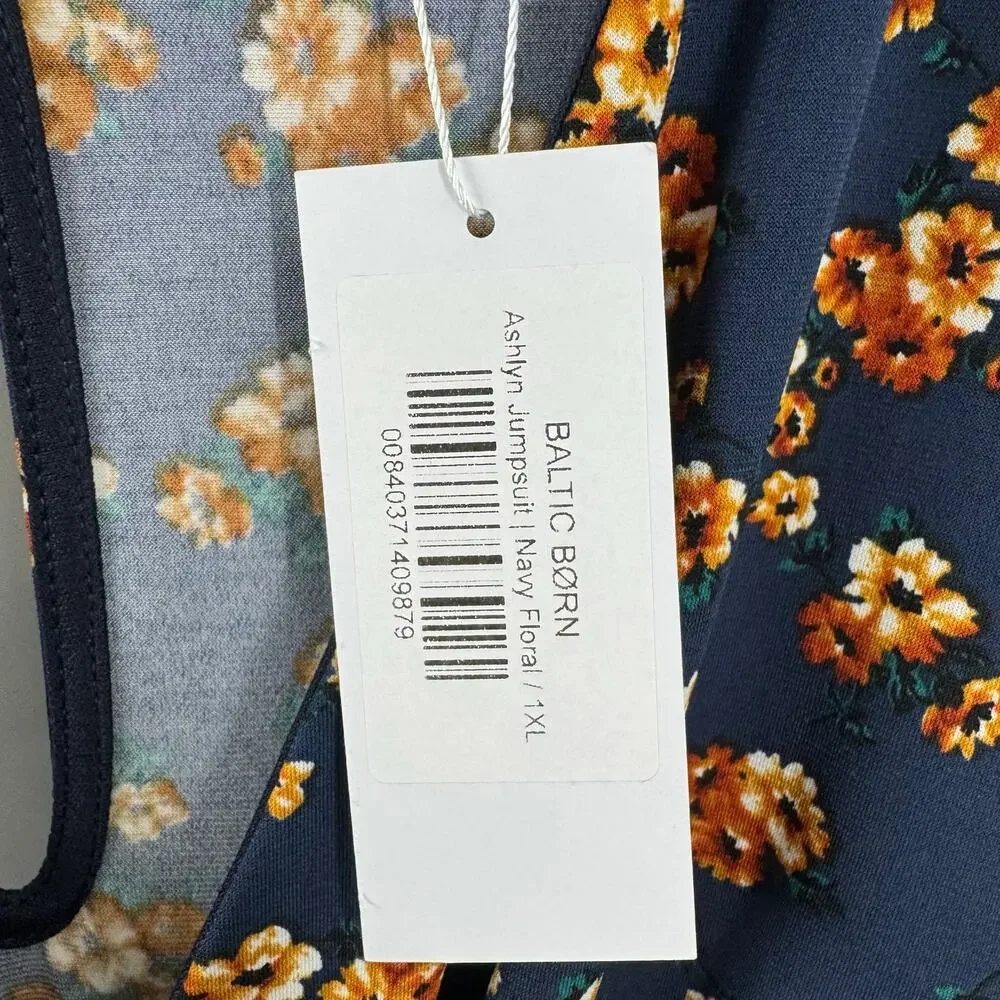 BALTIC BØRN
Ashlyn Jumpsuit | Navy Floral / 1XL
00840371409879